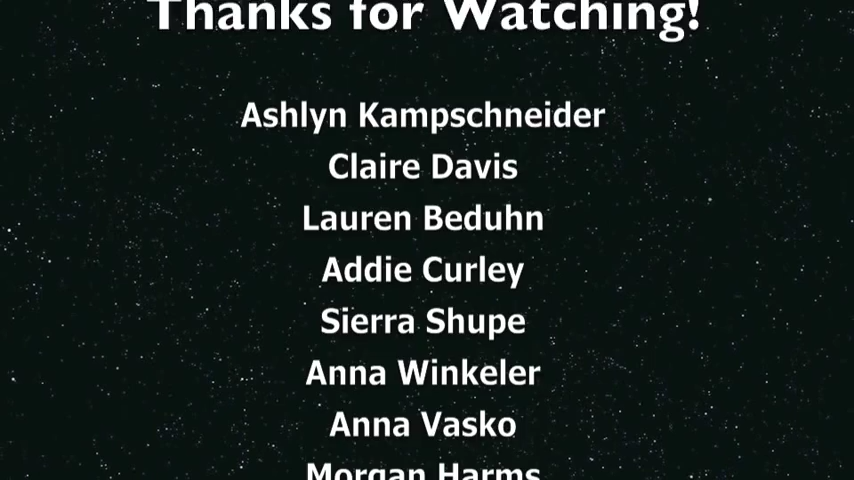 Thanks for Watching!
Ashlyn Kampschneider
Claire Davis
Lauren Beduhn
Addie Curley
Sierra Shupe
Anna Winkeler
Anna Vasko
Morgan Harms